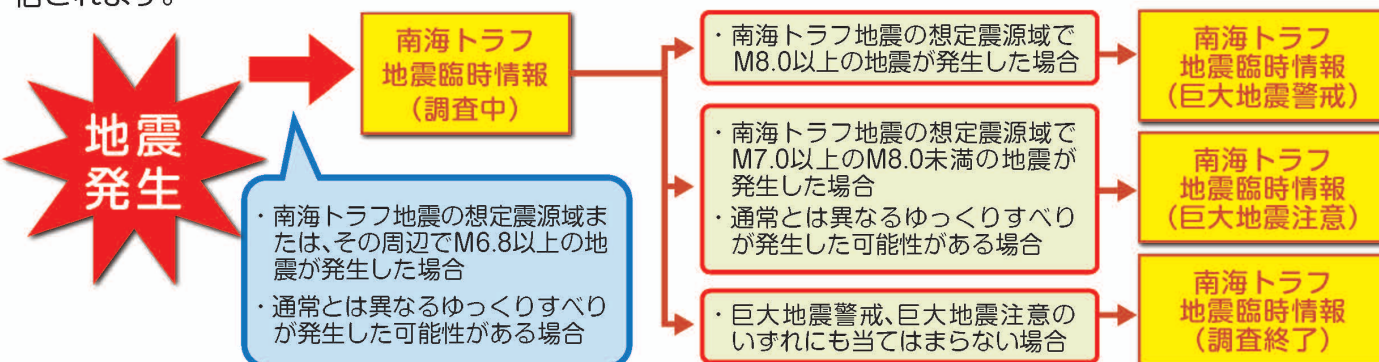 信されます。
地震
発生
南海トラフ
地震臨時情報
(調査中)
・南海トラフ地震の想定震源域ま
たは、その周辺でM6.8以上の地
震が発生した場合
・通常とは異なるゆっくりすべり
が発生した可能性がある場合
・南海トラフ地震の想定震源域で
M8.0以上の地震が発生した場合
南海トラフ
地震臨時情報
(巨大地震警戒)
・南海トラフ地震の想定震源域で
M7.0以上のM8.0未満の地震が
発生した場合
・通常とは異なるゆっくりすべり
が発生した可能性がある場合
南海トラフ
地震臨時情報
(巨大地震注意)
・巨大地震警戒、巨大地震注意の
いずれにも当てはまらない場合
南海トラフ
地震臨時情報
(調査終了)